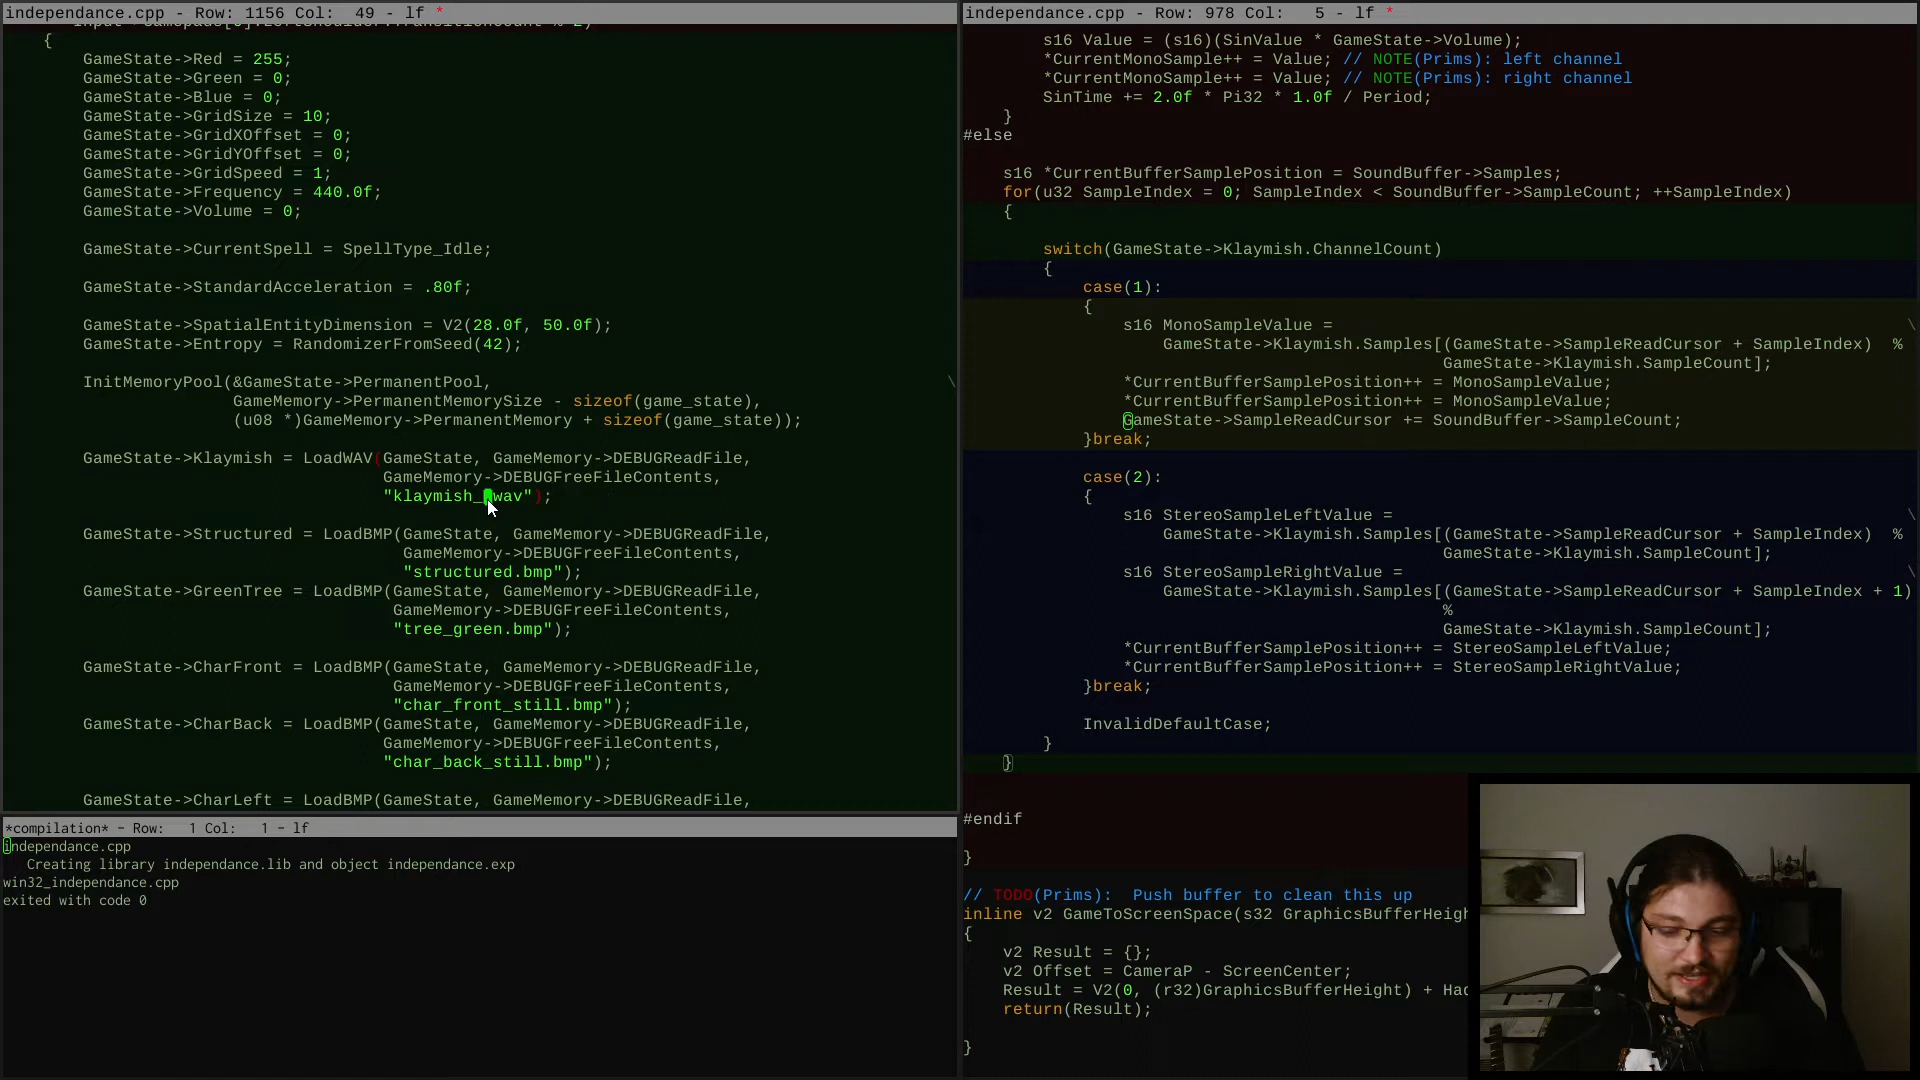 independance.cpp - Row: 1156 Col:  49 - lf *
{
GameState->Red = 255;
GameState->Green = 0;
GameState->Blue = 0;
GameState->GridSize = 10;
GameState->GridXOffset = 0;
GameState->GridYOffset = 0;
GameState->GridSpeed = 1;
GameState->Frequency = 440.0f;
GameState->Volume = 0;
GameState->CurrentSpell = SpellType_Idle;
GameState->StandardAcceleration = .80f;
GameState->SpatialEntityDimension = V2(28.0f, 50.0f);
GameState->Entropy = RandomizerFromSeed(42);
InitMemoryPool(&GameState->PermanentPool, \
GameMemory->PermanentMemorySize - sizeof(game_state),
(u08 *)GameMemory->PermanentMemory + sizeof(game_state));
GameState->Klaymish = LoadWAV(GameState, GameMemory->DEBUGReadFile,
GameMemory->DEBUGFreeFileContents,
"klaymish_.wav");
GameState->Structured = LoadBMP(GameState, GameMemory->DEBUGReadFile,
GameMemory->DEBUGFreeFileContents,
"structured.bmp");
GameState->GreenTree = LoadBMP(GameState, GameMemory->DEBUGReadFile,
GameMemory->DEBUGFreeFileContents,
"tree_green.bmp");
GameState->CharFront = LoadBMP(GameState, GameMemory->DEBUGReadFile,
GameMemory->DEBUGFreeFileContents,
"char_front_still.bmp");
GameState->CharBack = LoadBMP(GameState, GameMemory->DEBUGReadFile,
GameMemory->DEBUGFreeFileContents,
"char_back_still.bmp");
GameState->CharLeft = LoadBMP(GameState, GameMemory->DEBUGReadFile,
*compilation* - Row:   1 Col:   1 - lf
independance.cpp
Creating library independance.lib and object independance.exp
win32_independance.cpp
exited with code 0
independance.cpp - Row: 978 Col:   5 - lf *
s16 Value = (s16)(SinValue * GameState->Volume);
*CurrentMonoSample++ = Value; // NOTE(Prims): left channel
*CurrentMonoSample++ = Value; // NOTE(Prims): right channel
SinTime += 2.0f * Pi32 * 1.0f / Period;
}
#else
s16 *CurrentBufferSamplePosition = SoundBuffer->Samples;
for(u32 SampleIndex = 0; SampleIndex < SoundBuffer->SampleCount; ++SampleIndex)
{
switch(GameState->Klaymish.ChannelCount)
{
case(1):
{
s16 MonoSampleValue = \
GameState->Klaymish.Samples[(GameState->SampleReadCursor + SampleIndex)  %
GameState->Klaymish.SampleCount];
*CurrentBufferSamplePosition++ = MonoSampleValue;
*CurrentBufferSamplePosition++ = MonoSampleValue;
GameState->SampleReadCursor += SoundBuffer->SampleCount;
}break;
case(2):
{
s16 StereoSampleLeftValue = \
GameState->Klaymish.Samples[(GameState->SampleReadCursor + SampleIndex)  %
GameState->Klaymish.SampleCount];
s16 StereoSampleRightValue = \
GameState->Klaymish.Samples[(GameState->SampleReadCursor + SampleIndex + 1)
%
GameState->Klaymish.SampleCount];
*CurrentBufferSamplePosition++ = StereoSampleLeftValue;
*CurrentBufferSamplePosition++ = StereoSampleRightValue;
}break;
InvalidDefaultCase;
}
}
#endif
}
// TODO(Prims):  Push buffer to clean this up
inline v2 GameToScreenSpace(s32 GraphicsBufferHeigh
{
v2 Result = {};
v2 Offset = CameraP - ScreenCenter;
Result = V2(0, (r32)GraphicsBufferHeight) + Had
return(Result);
}